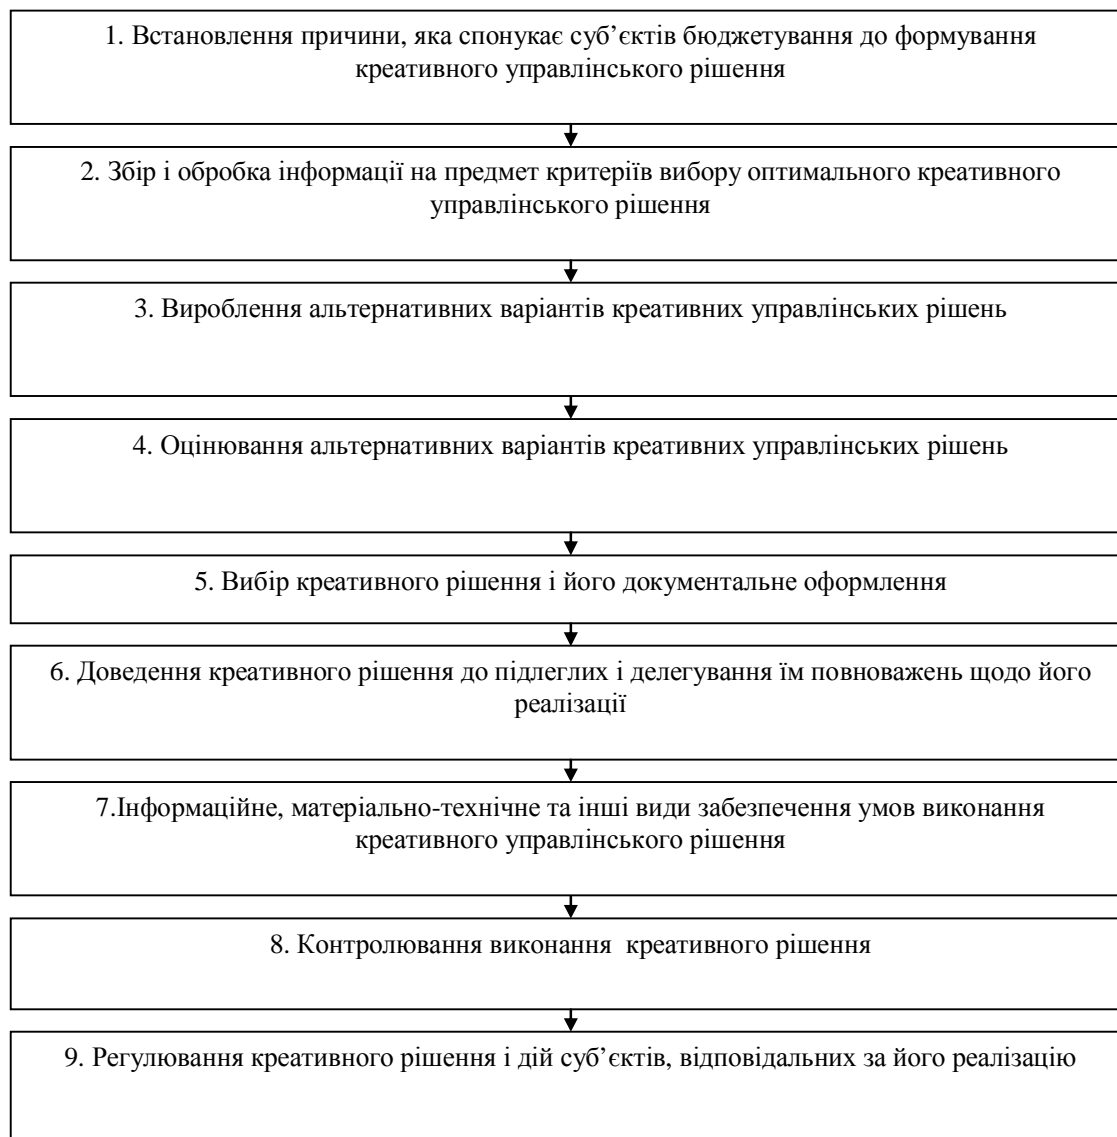 1. Встановлення причини, яка спонукає суб’єктів бюджетування до формування
креативного управлінського рішення
2. Збір і обробка інформації на предмет критеріїв вибору оптимального креативного
управлінського рішення
3. Вироблення альтернативних варіантів креативних управлінських рішень
4. Оцінювання альтернативних варіантів креативних управлінських рішень
5. Вибір креативного рішення і його документальне оформлення
6. Доведення креативного рішення до підлеглих і делегування їм повноважень щодо його
реалізації
7.Інформаційне, матеріально-технічне та інші види забезпечення умов виконання
креативного управлінського рішення
8. Контролювання виконання  креативного рішення
9. Регулювання креативного рішення і дій суб’єктів, відповідальних за його реалізацію